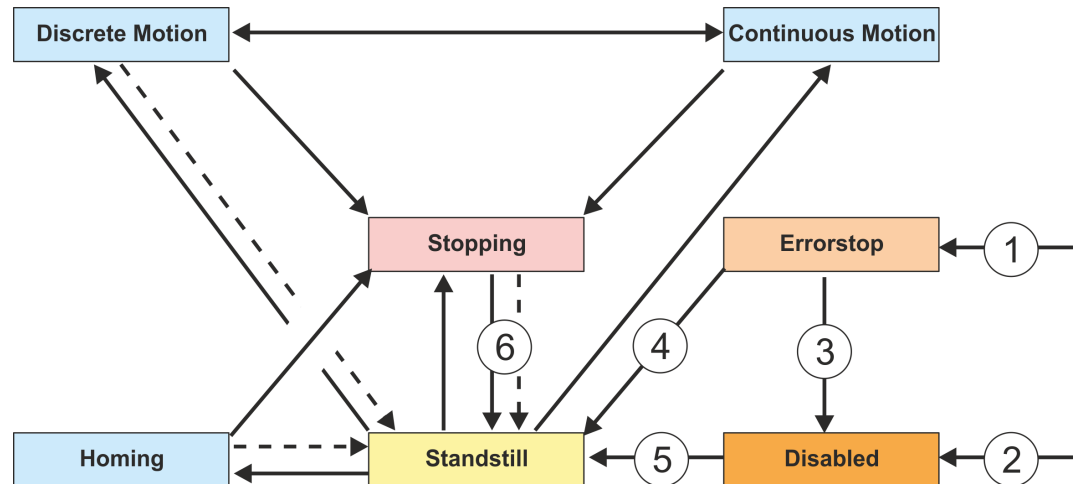 Discrete Motion
Continuous Motion
Stopping
Errorstop
1
6
4
3
Homing
Standstill
5
Disabled
2